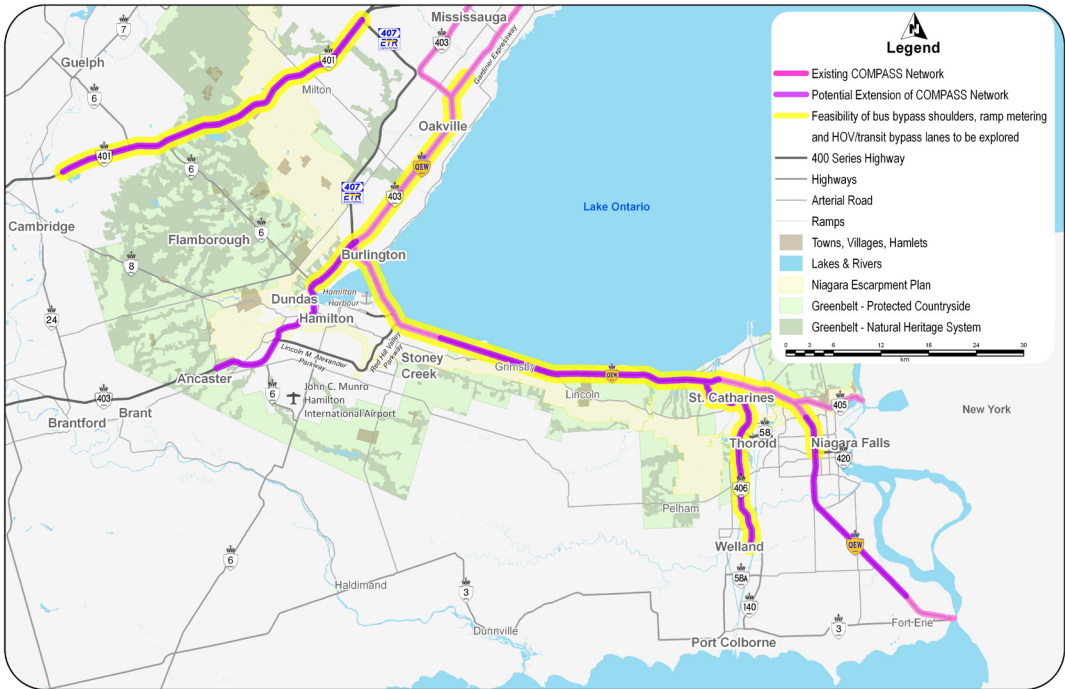 Mississauga
7
407
ETR
403
Gardiner Expressway
Guelph
401
Milton
6
Oakville
401
6
QEW
407
ETR
403
Cambridge
Flamborough
6
Lake Ontario
8
Burlington
Dundas
Hamilton
Harbour
24
Hamilton
Lincoln M. Alexander
Parkway
Red Hill Valley
Parkway
Stoney
Creek
Grimsby
QEW
Ancaster
403
Brant
Brantford
6
John C. Munro
Hamilton
International Airport
Lincoln
St. Catharines
405
New York
58
Thorold
Niagara Falls
420
406
Pelham
Welland
QEW
6
Haldimand
58A
3
140
Dunnville
Fort Erie
3
Port Colborne
N
Legend
Existing COMPASS Network
Potential Extension of COMPASS Network
Feasibility of bus bypass shoulders, ramp metering
and HOV/transit bypass lanes to be explored
400 Series Highway
Highways
Arterial Road
Ramps
Towns, Villages, Hamlets
Lakes & Rivers
Niagara Escarpment Plan
Greenbelt - Protected Countryside
Greenbelt - Natural Heritage System
0 3 6 12 18 24 30
km